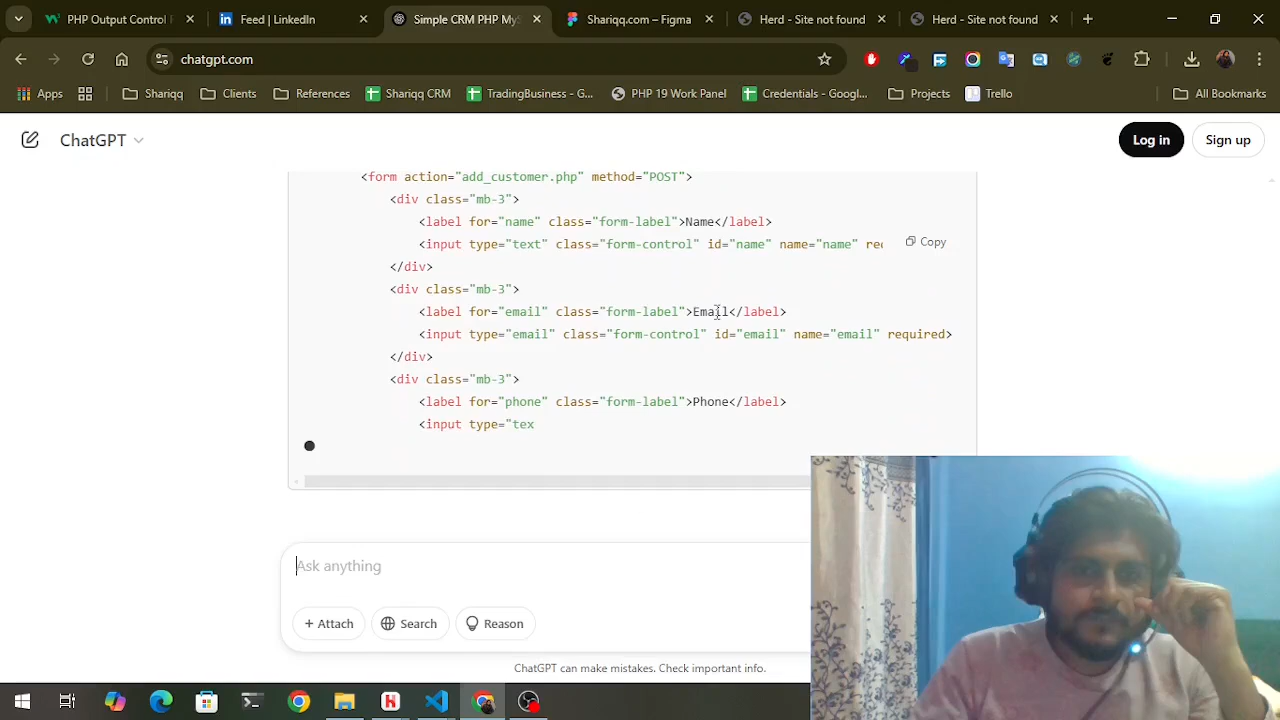 PHP Output Control F
Feed | LinkedIn
Simple CRM PHP MyS
Shariqq.com – Figma
Herd - Site not found
Herd - Site not found
chatgpt.com
Apps
Shariqq
Clients
References
Shariqq CRM
TradingBusiness - G...
PHP 19 Work Panel
Credentials - Googl...
Projects
Trello
All Bookmarks
ChatGPT
Log in
Sign up
<form action="add_customer.php" method="POST">
<div class="mb-3">
<label for="name" class="form-label">Name</label>
<input type="text" class="form-control" id="name" name="name" req
Copy
</div>
<div class="mb-3">
<label for="email" class="form-label">Email</label>
<input type="email" class="form-control" id="email" name="email" required>
</div>
<div class="mb-3">
<label for="phone" class="form-label">Phone</label>
<input type="tex
Ask anything
+ Attach
Search
Reason
ChatGPT can make mistakes. Check important info.